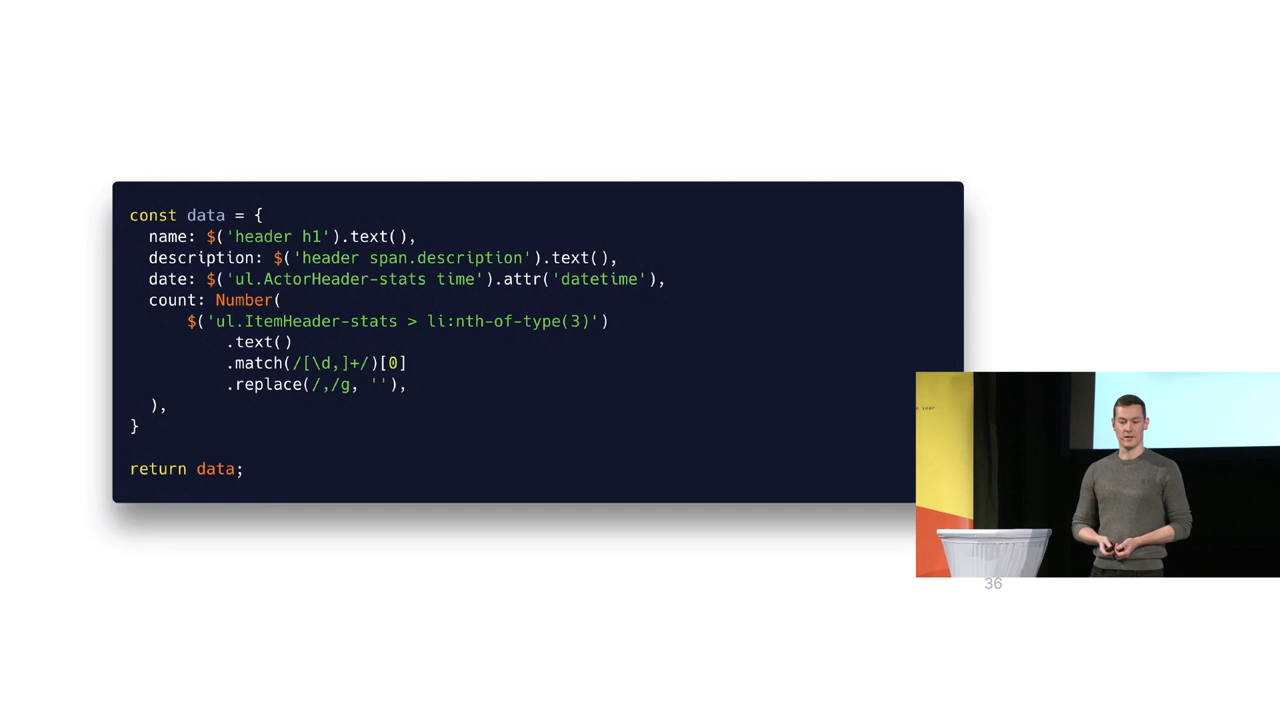 const data = {
  name: $('header h1').text(),
  description: $('header span.description').text(),
  date: $('ul.ActorHeader-stats time').attr('datetime'),
  count: Number(
      $('ul.ItemHeader-stats > li:nth-of-type(3)')
          .text()
          .match(/[\d,]+/)[0]
          .replace(/,/g, ''),
  ),
}
return data;
year
36